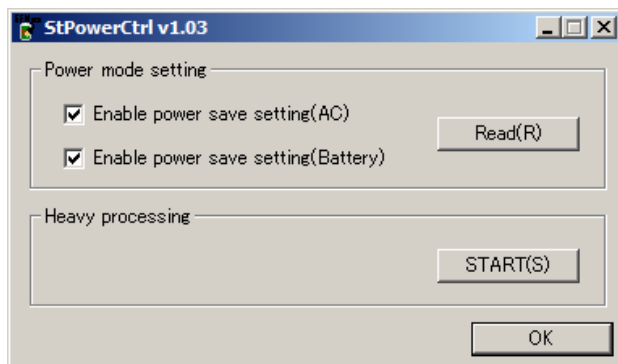 StPowerCtrl v1.03
Power mode setting
Enable power save setting(AC)
Read(R)
Enable power save setting(Battery)
Heavy processing
START(S)
OK